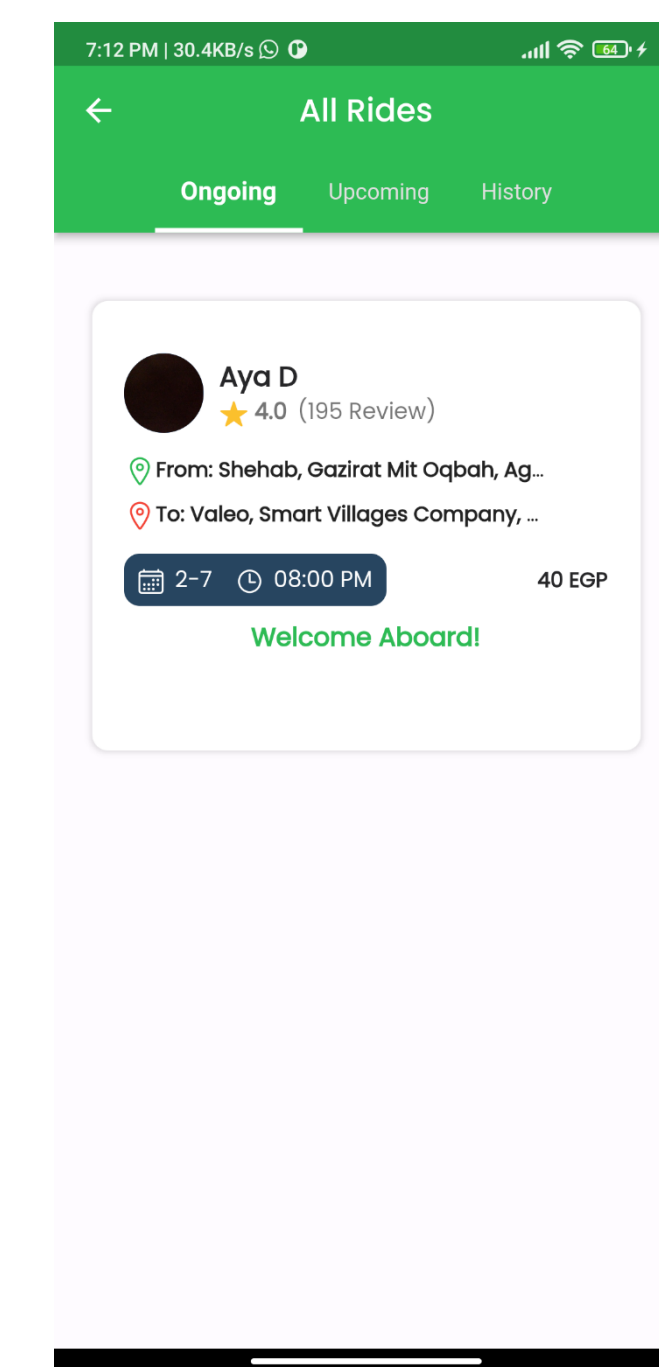 7:12 PM | 30.4KB/s 64
All Rides
Ongoing Upcoming History
Aya D
4.0 (195 Review)
From: Shehab, Gazirat Mit Oqbah, Ag...
To: Valeo, Smart Villages Company, ...
2-7 08:00 PM 40 EGP
Welcome Aboard!